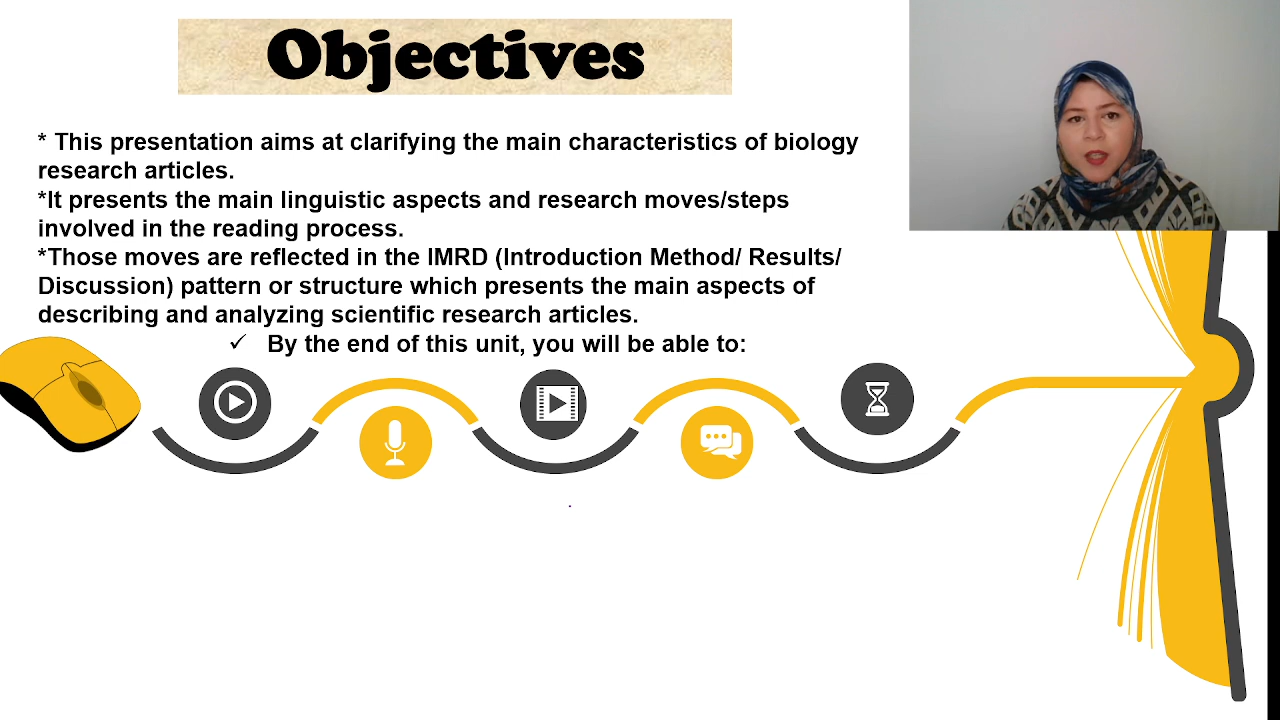 Objectives
* This presentation aims at clarifying the main characteristics of biology
research articles.
*It presents the main linguistic aspects and research moves/steps
involved in the reading process.
*Those moves are reflected in the IMRD (Introduction Method/ Results/
Discussion) pattern or structure which presents the main aspects of
describing and analyzing scientific research articles.
✓ By the end of this unit, you will be able to:
.